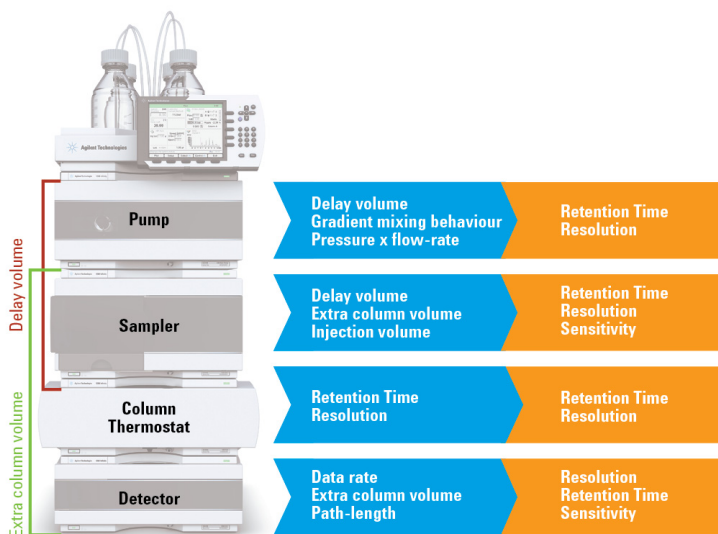 Agilent Technologies
Pump
Delay volume
Gradient mixing behaviour
Pressure x flow-rate
Retention Time
Resolution
Sampler
Delay volume
Extra column volume
Injection volume
Retention Time
Resolution
Sensitivity
Column
Thermostat
Retention Time
Resolution
Retention Time
Resolution
Detector
Data rate
Extra column volume
Path-length
Resolution
Retention Time
Sensitivity
Delay volume
Extra column volume